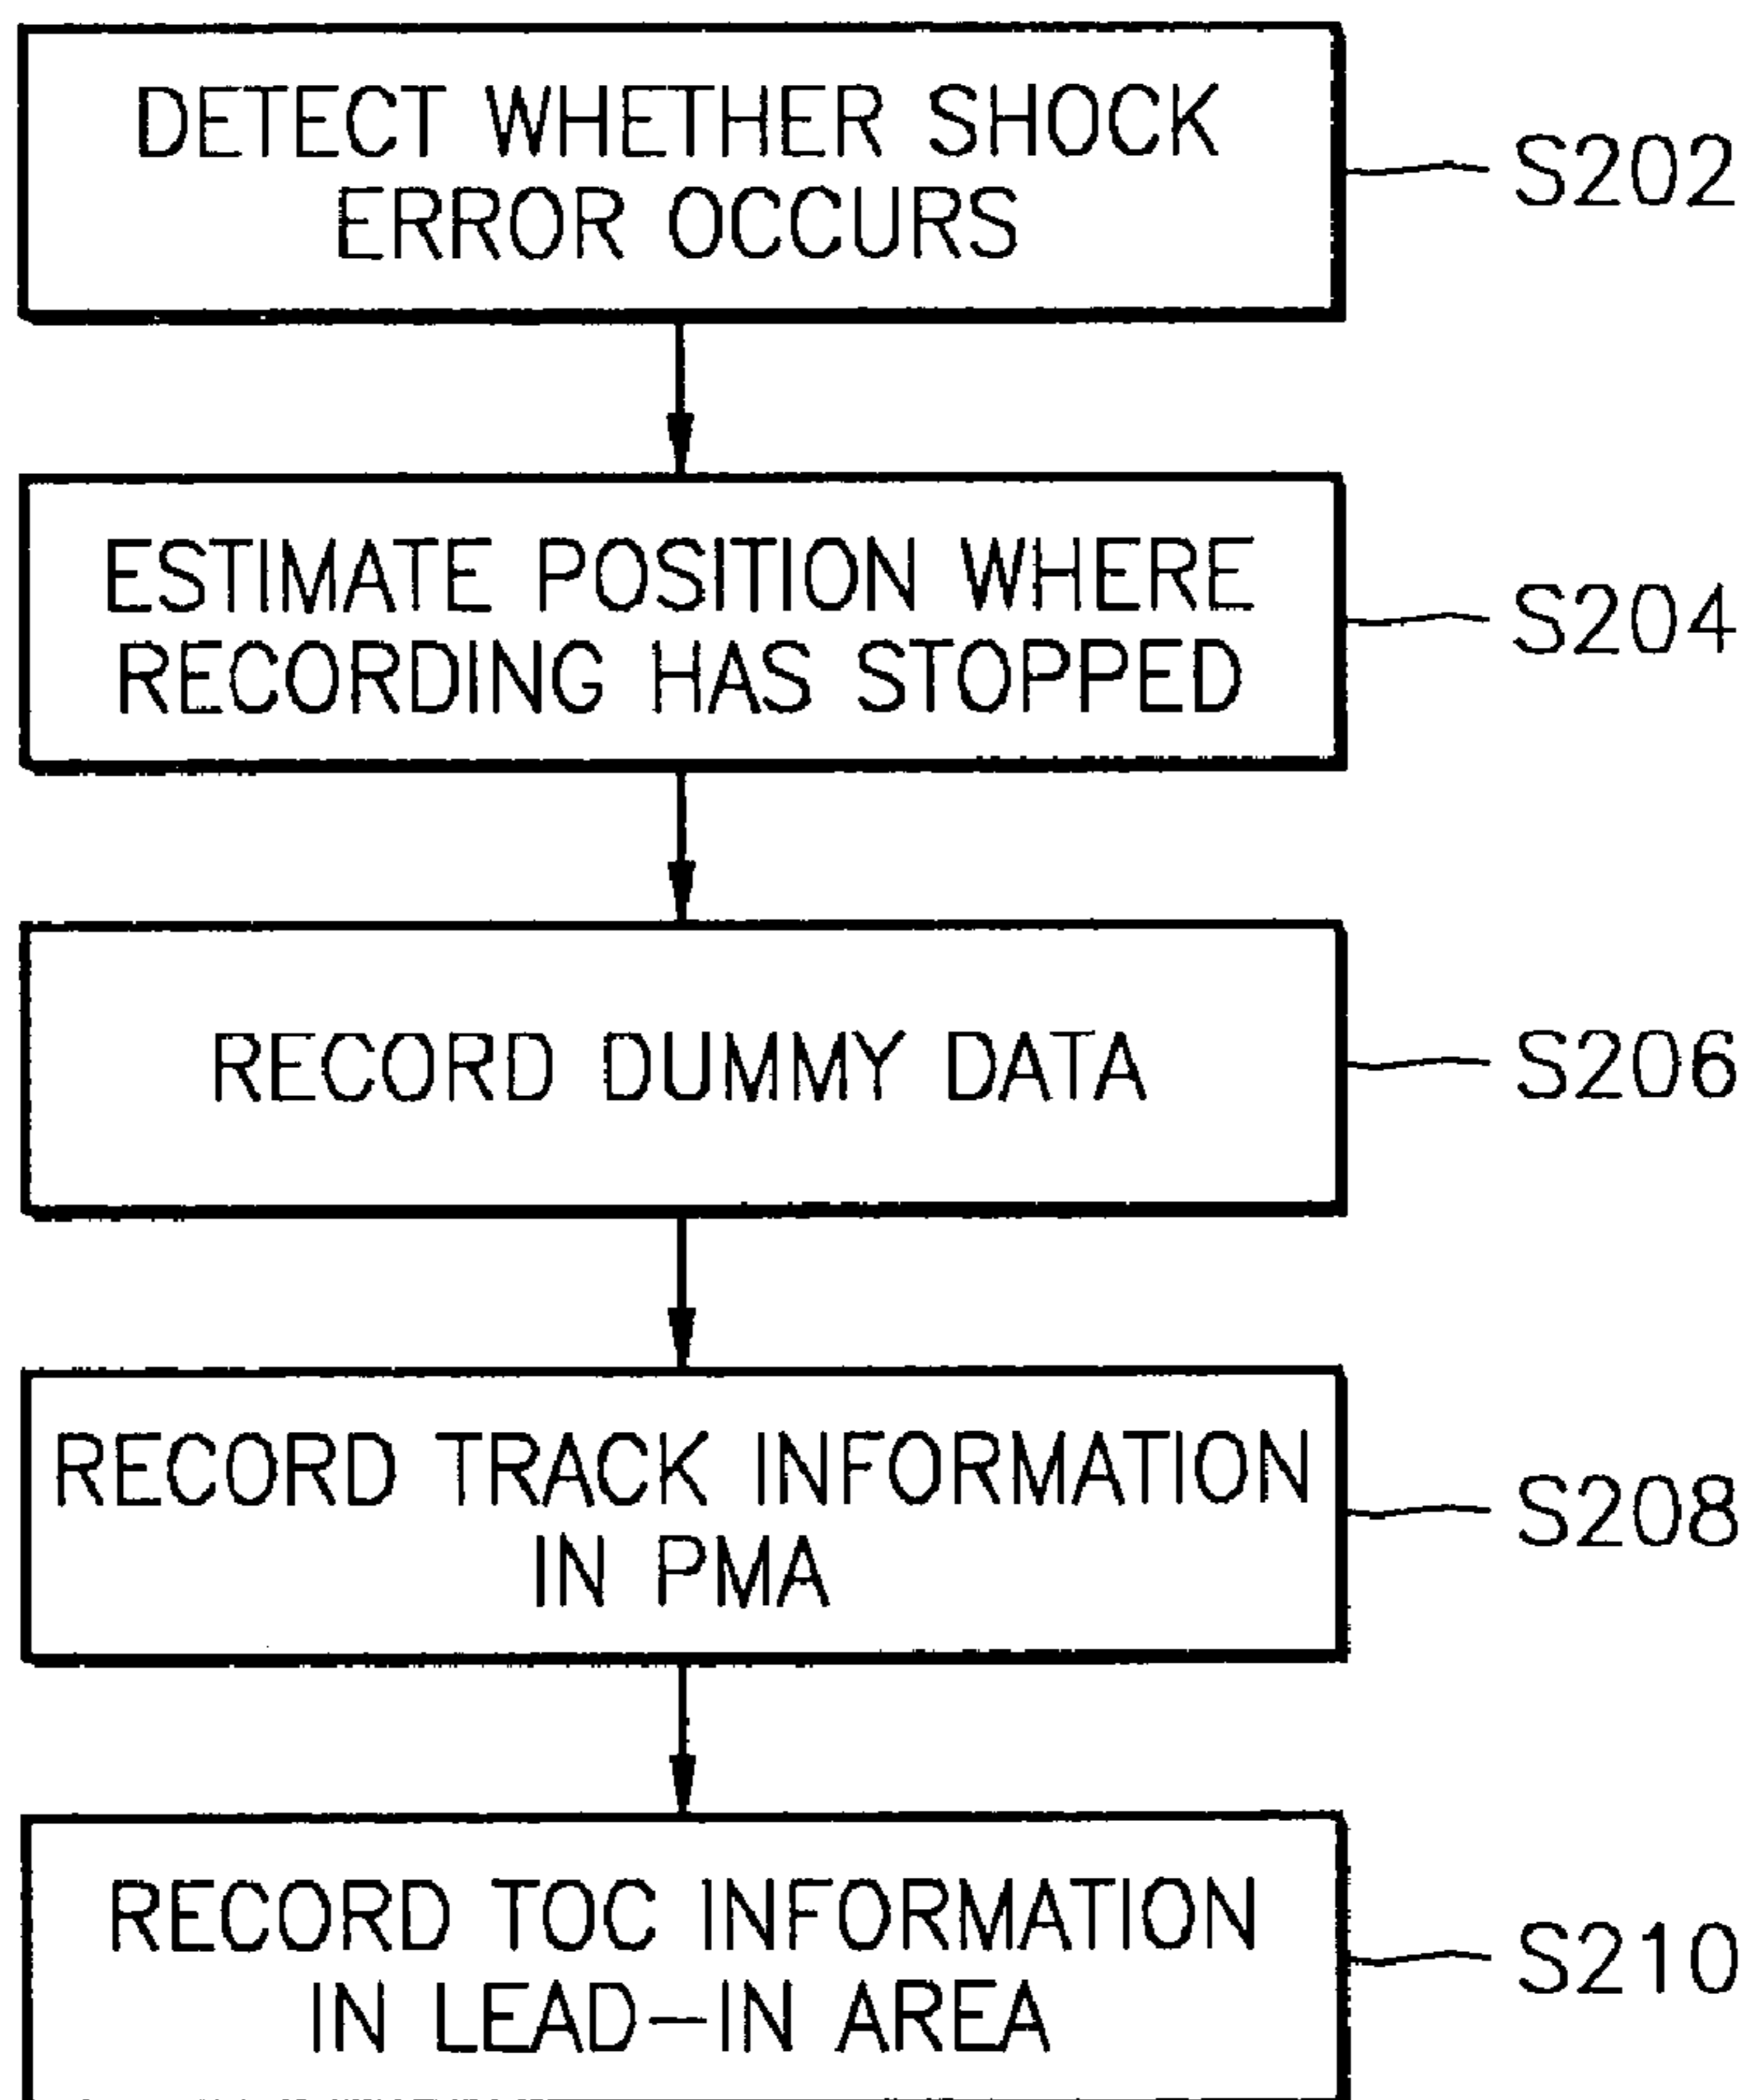 DETECT WHETHER SHOCK
ERROR OCCURS
S202
ESTIMATE POSITION WHERE
RECORDING HAS STOPPED
S204
RECORD DUMMY DATA
S206
RECORD TRACK INFORMATION
IN PMA
S208
RECORD TOC INFORMATION
IN LEAD-IN AREA
S210